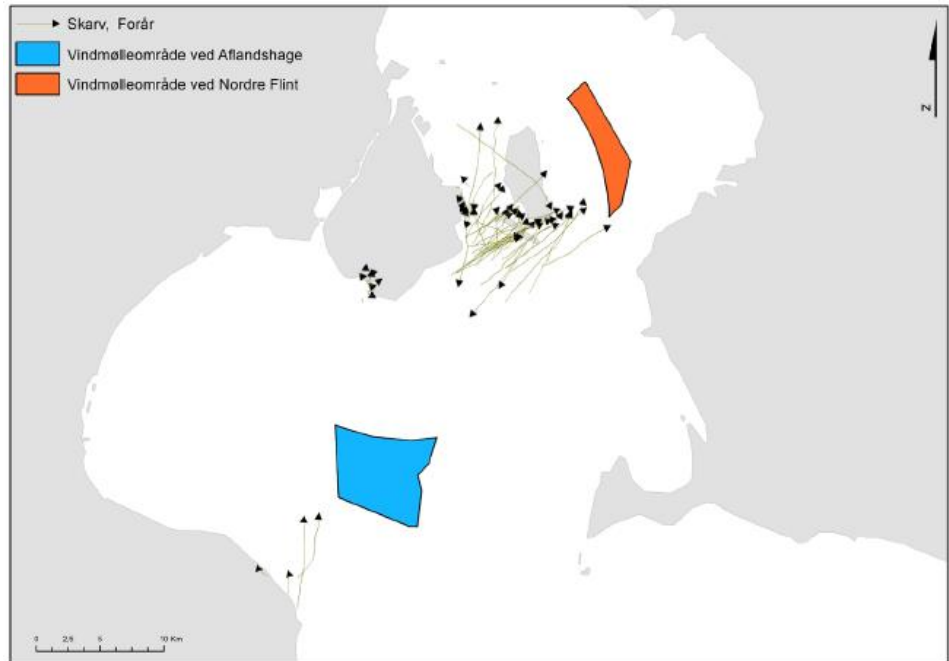 Skarv, Forår
Vindmølleområde ved Aflandshage
Vindmølleområde ved Nordre Flint
N
0 2,5 5 10 Km